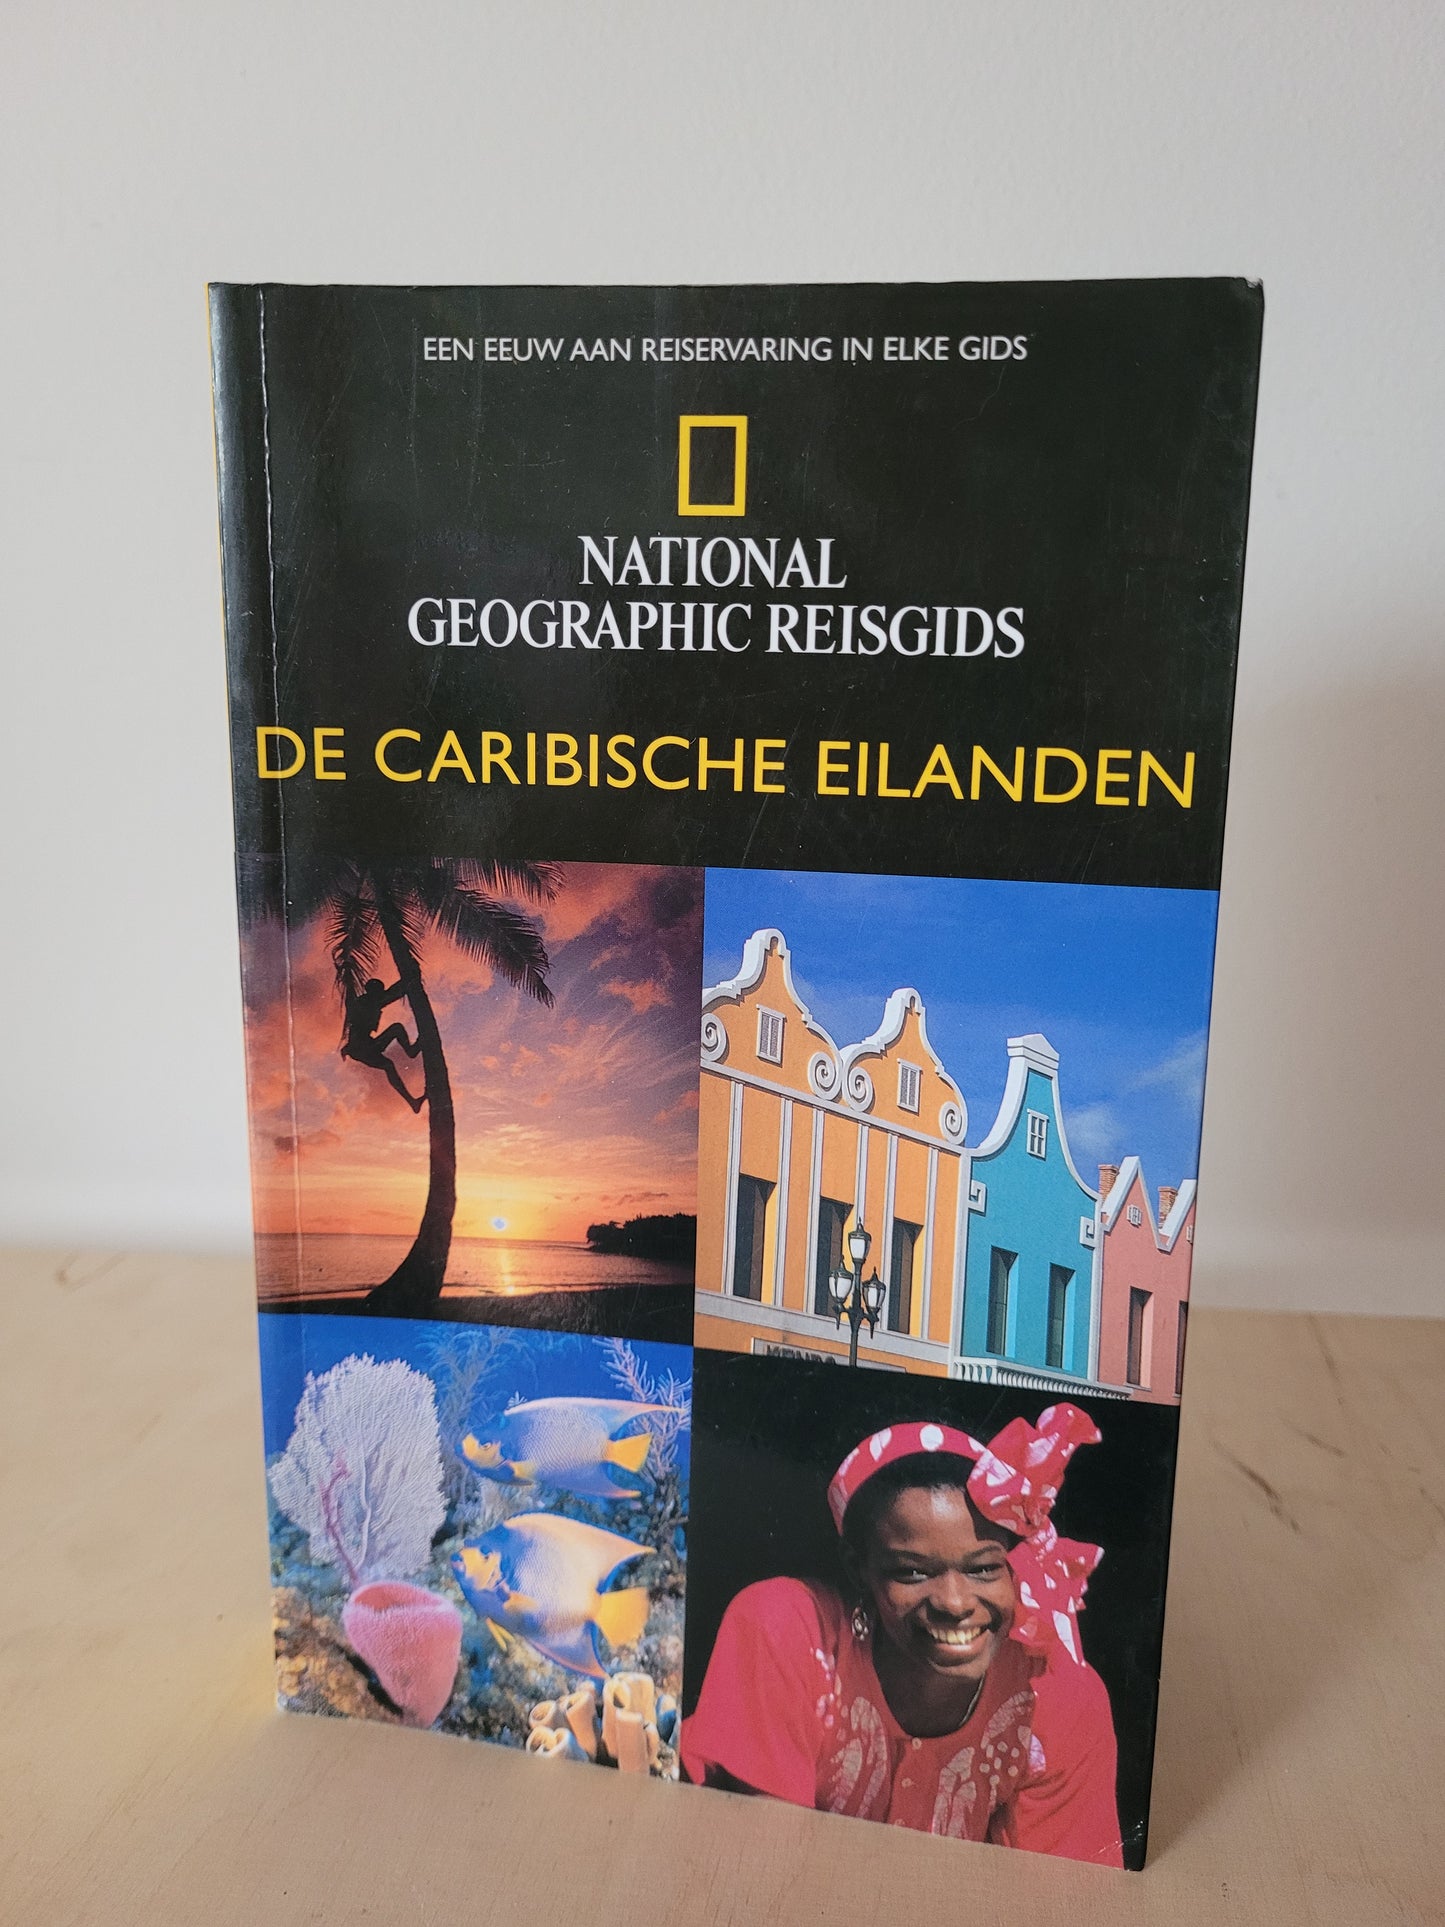 EEN EEUW AAN REISERVARING IN ELKE GIDS
NATIONAL
GEOGRAPHIC REISGIDS
DE CARIBISCHE EILANDEN